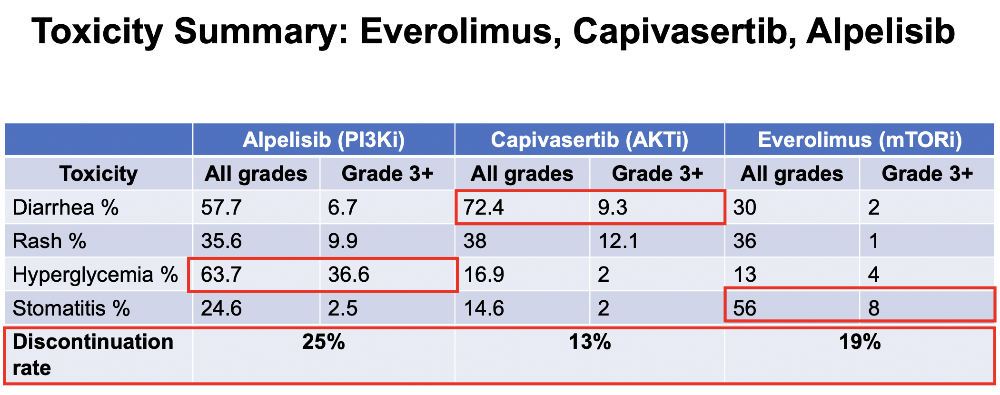 Toxicity Summary: Everolimus, Capivasertib, Alpelisib
Alpelisib (PI3Ki) Capivasertib (AKTi) Everolimus (mTORi)
Toxicity All grades Grade 3+ All grades Grade 3+ All grades Grade 3+
Diarrhea % 57.7 6.7 72.4 9.3 30 2
Rash % 35.6 9.9 38 12.1 36 1
Hyperglycemia % 63.7 36.6 16.9 2 13 4
Stomatitis % 24.6 2.5 14.6 2 56 8
Discontinuation 25% 13% 19%
rate